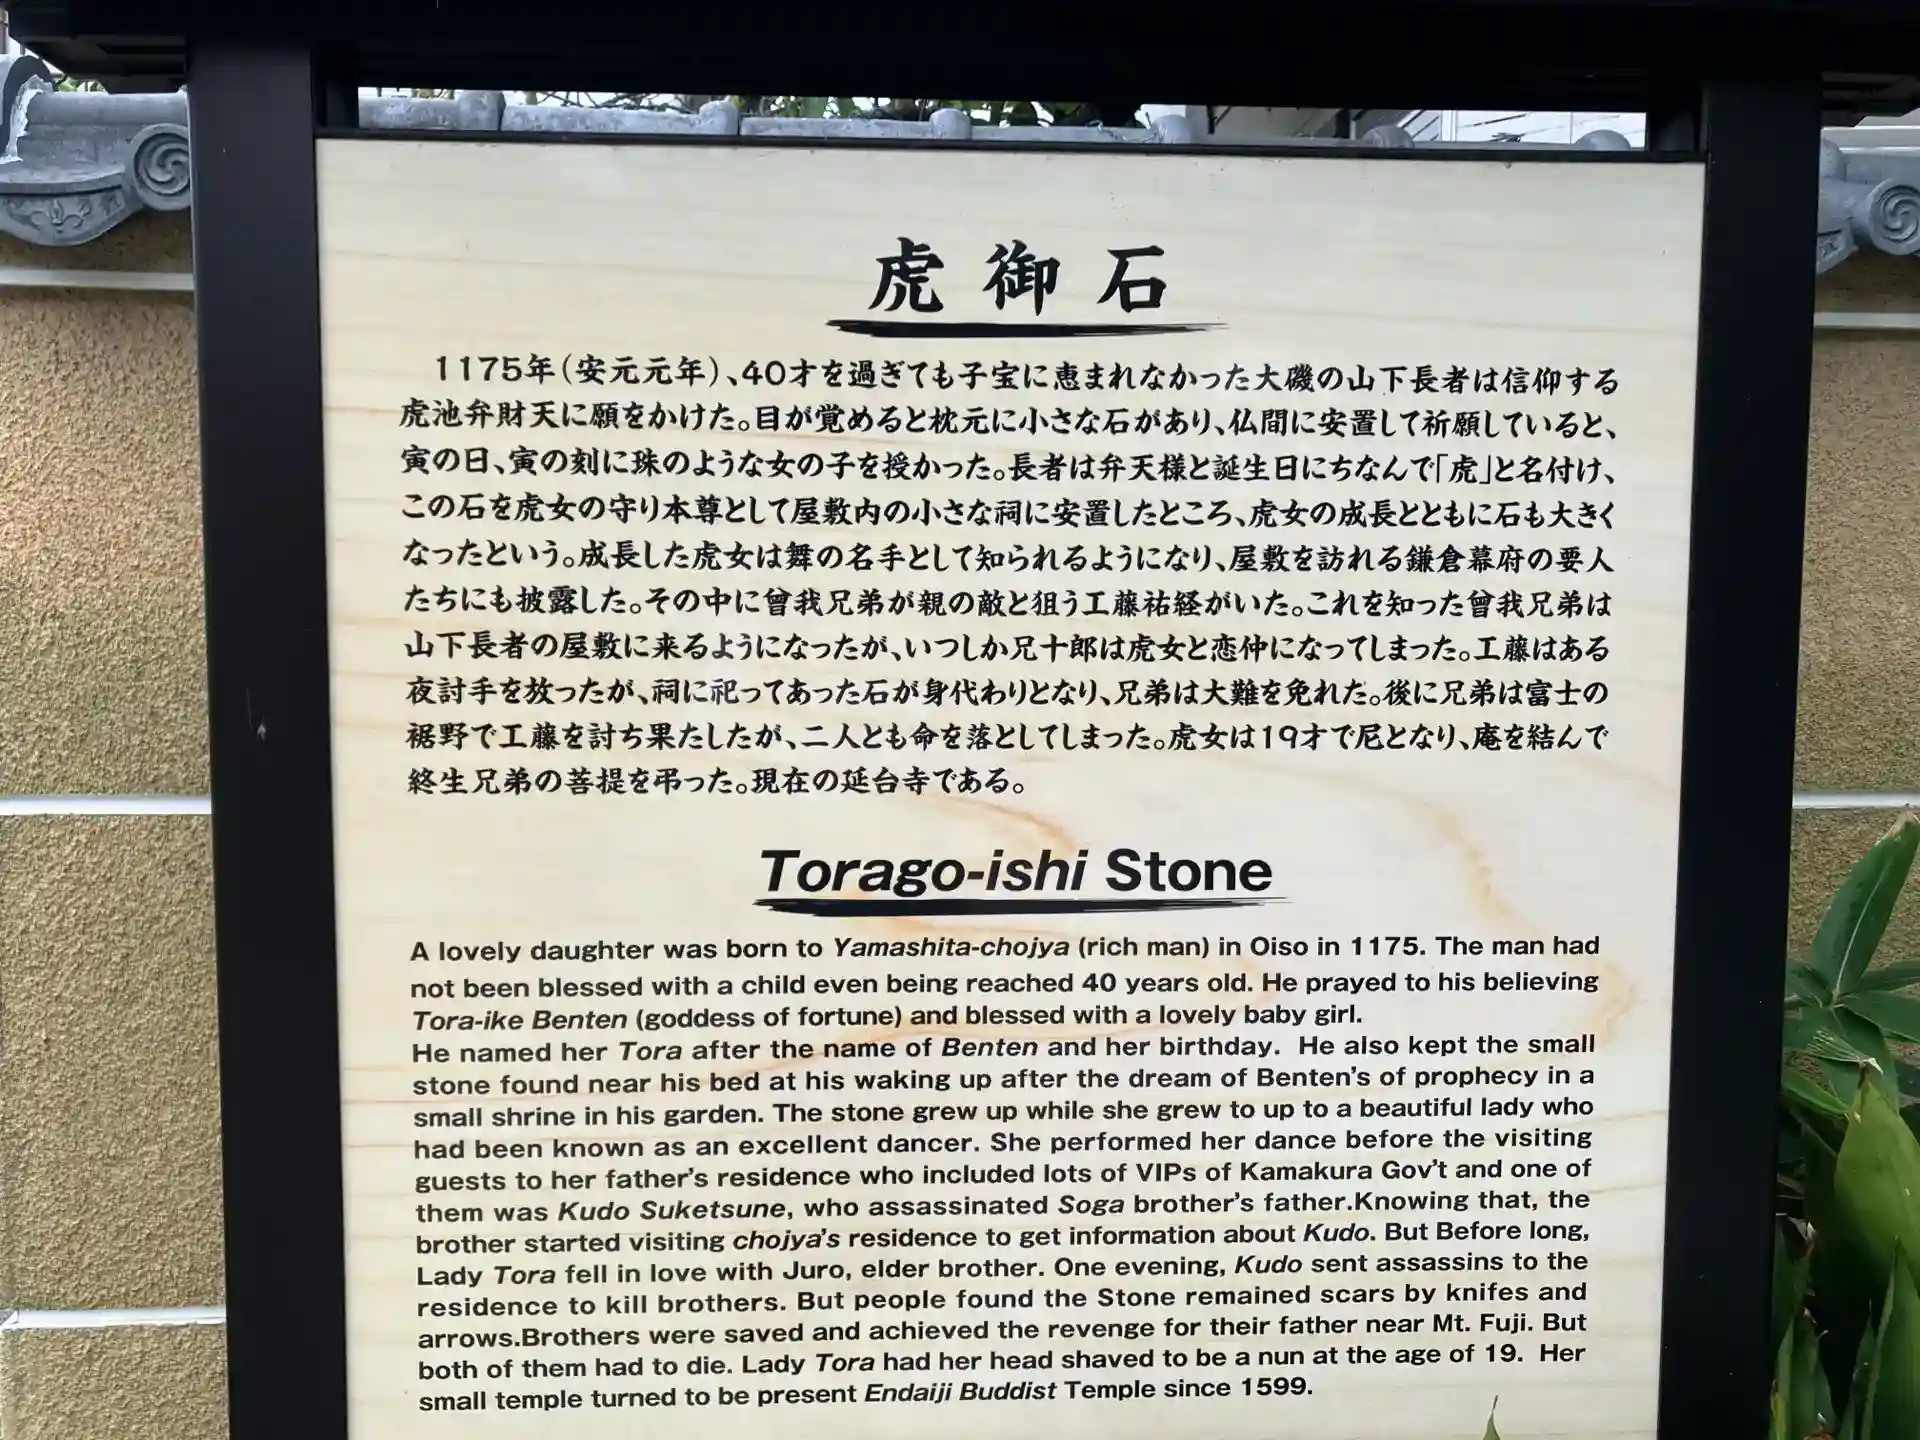 虎御石
1175年(安元元年)、40才を過ぎても子宝に恵まれなかった大磯の山下長者は信仰する
虎池弁財天に願をかけた。目が覚めると枕元に小さな石があり、仏間に安置して祈願していると、
寅の日、寅の刻に珠のような女の子を授かった。長者は弁天様と誕生日にちなんで「虎」と名付け、
この石を虎女の守り本尊として屋敷内の小さな祠に安置したところ、虎女の成長とともに石も大きく
なったという。成長した虎女は舞の名手として知られるようになり、屋敷を訪れる鎌倉幕府の要人
たちにも披露した。その中に曾我兄弟が親の敵と狙う工藤祐経がいた。これを知った曾我兄弟は
山下長者の屋敷に来るようになったが、いつしか兄十郎は虎女と恋仲になってしまった。工藤はある
夜討手を放ったが、祠に祀ってあった石が身代わりとなり、兄弟は大難を免れた。後に兄弟は富士の
裾野で工藤を討ち果たしたが、二人とも命を落としてしまった。虎女は19才で尼となり、庵を結んで
終生兄弟の菩提を弔った。現在の延台寺である。
Torago-ishi Stone
A lovely daughter was born to Yamashita-chojya (rich man) in Oiso in 1175. The man had
not been blessed with a child even being reached 40 years old. He prayed to his believing
Tora-ike Benten (goddess of fortune) and blessed with a lovely baby girl.
He named her Tora after the name of Benten and her birthday. He also kept the small
stone found near his bed at his waking up after the dream of Benten's of prophecy in a
small shrine in his garden. The stone grew up while she grew to up to a beautiful lady who
had been known as an excellent dancer. She performed her dance before the visiting
guests to her father's residence who included lots of VIPs of Kamakura Gov't and one of
them was Kudo Suketsune, who assassinated Soga brother's father.Knowing that, the
brother started visiting chojya's residence to get information about Kudo. But Before long,
Lady Tora fell in love with Juro, elder brother. One evening, Kudo sent assassins to the
residence to kill brothers. But people found the Stone remained scars by knifes and
arrows.Brothers were saved and achieved the revenge for their father near Mt. Fuji. But
both of them had to die. Lady Tora had her head shaved to be a nun at the age of 19. Her
small temple turned to be present Endaiji Buddist Temple since 1599.